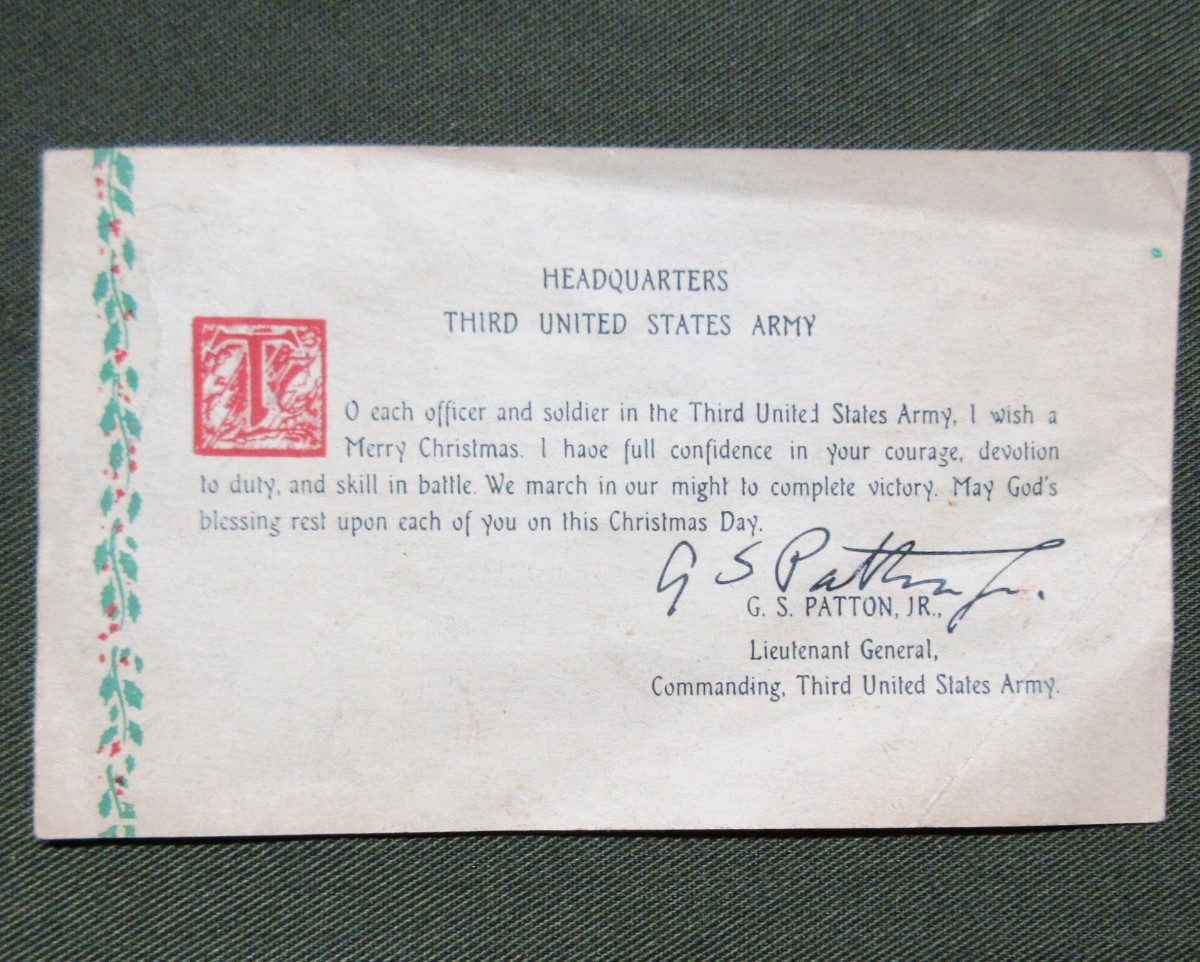 HEADQUARTERS
THIRD UNITED STATES ARMY
TO each officer and soldier in the Third United States Army, I wish a
Merry Christmas. I have full confidence in your courage, devotion
to duty, and skill in battle. We march in our might to complete victory. May God's
blessing rest upon each of you on this Christmas Day.
G S Patton Jr.
G. S. PATTON, JR.,
Lieutenant General,
Commanding, Third United States Army.